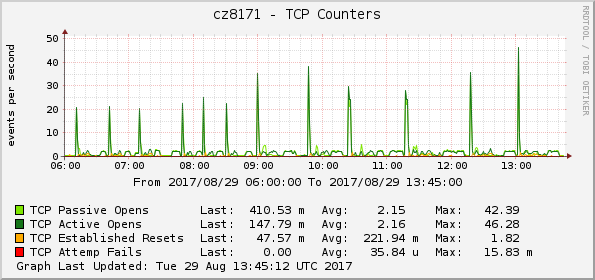 cz8171 - TCP Counters
RRDTOOL / TOBI OETIKER
events per second
50
40
30
20
10
0
06:00 07:00 08:00 09:00 10:00 11:00 12:00 13:00
From 2017/08/29 06:00:00 To 2017/08/29 13:45:00
TCP Passive Opens Last: 410.53 m Avg: 2.15 Max: 42.39
TCP Active Opens Last: 147.79 m Avg: 2.16 Max: 46.28
TCP Established Resets Last: 47.57 m Avg: 221.94 m Max: 1.82
TCP Attemp Fails Last: 0.00 Avg: 35.84 u Max: 15.83 m
Graph Last Updated: Tue 29 Aug 13:45:12 UTC 2017